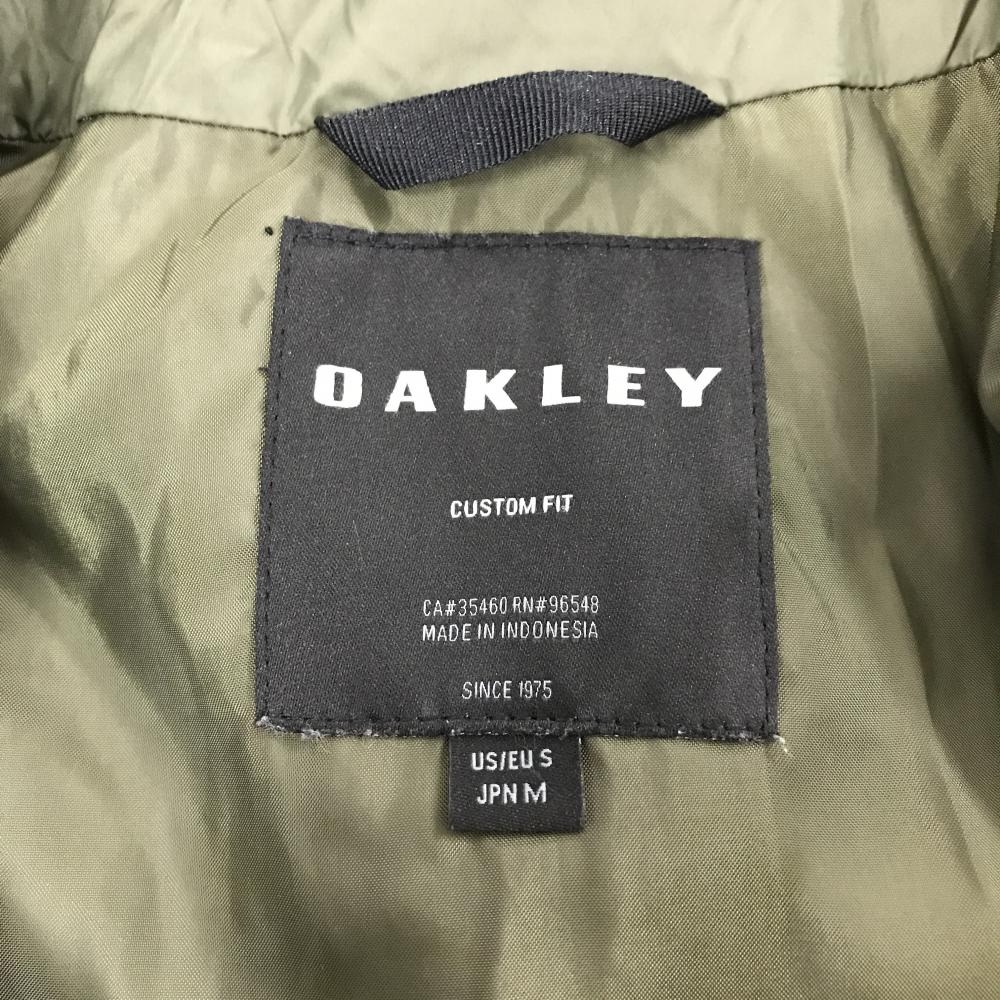 OAKLEY
CUSTOM FIT
CA#35460 RN#96548
MADE IN INDONESIA
SINCE 1975
US/EU S
JPN M